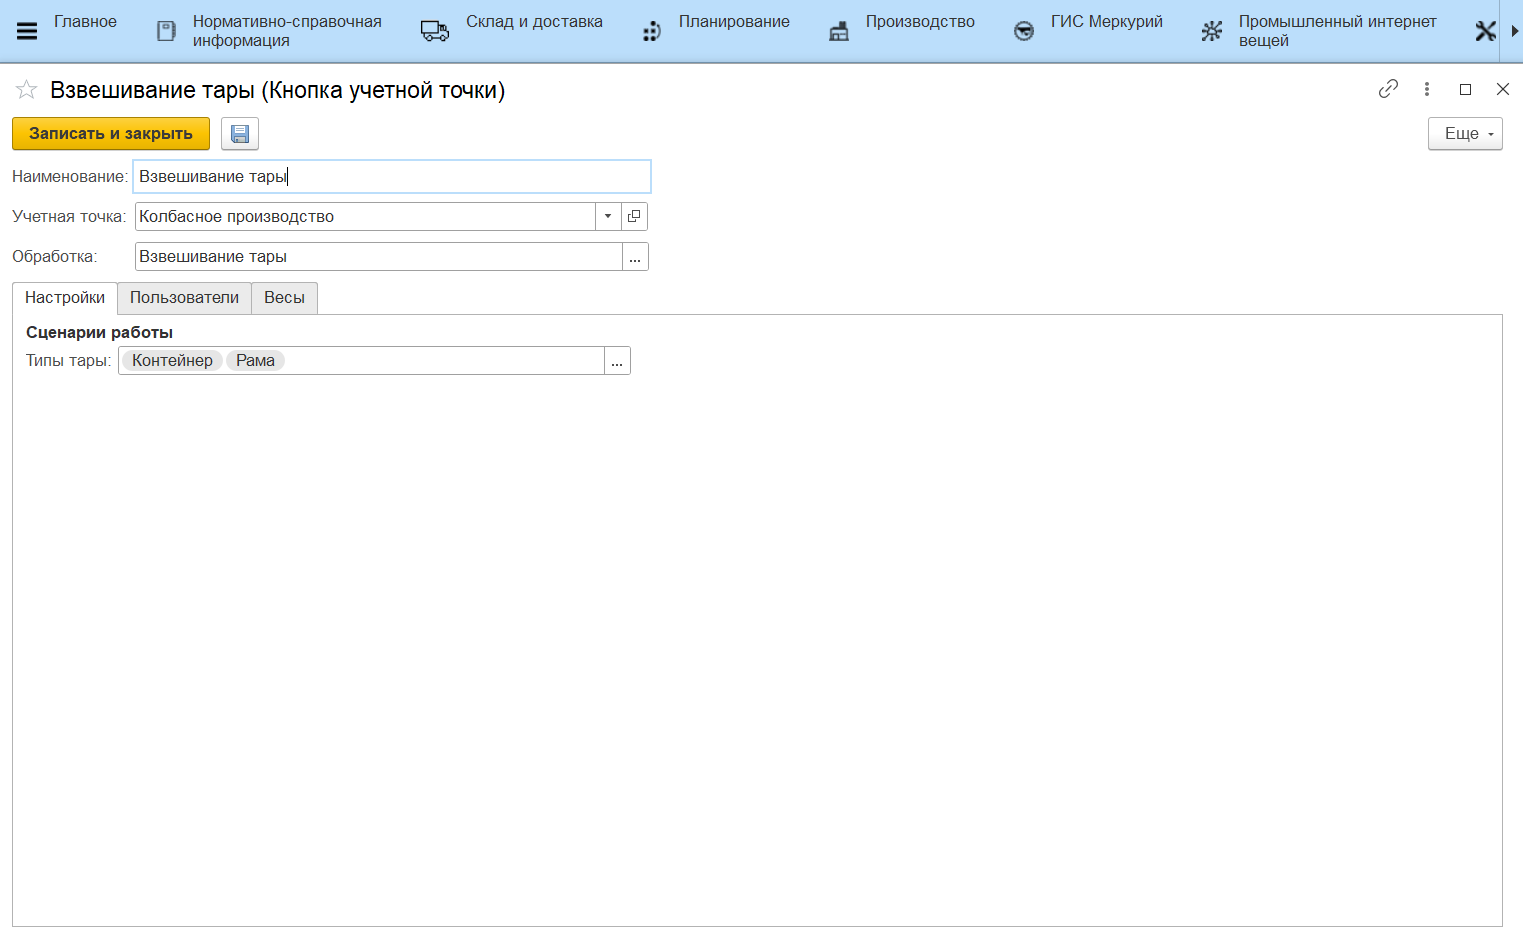 Главное
Нормативно-справочная
информация
Склад и доставка
Планирование
Производство
ГИС Меркурий
Промышленный интернет
вещей
Взвешивание тары (Кнопка учетной точки)
Записать и закрыть
Еще
Наименование: Взвешивание тары
Учетная точка: Колбасное производство
Обработка: Взвешивание тары ...
Настройки Пользователи Весы
Сценарии работы
Типы тары: Контейнер Рама ...